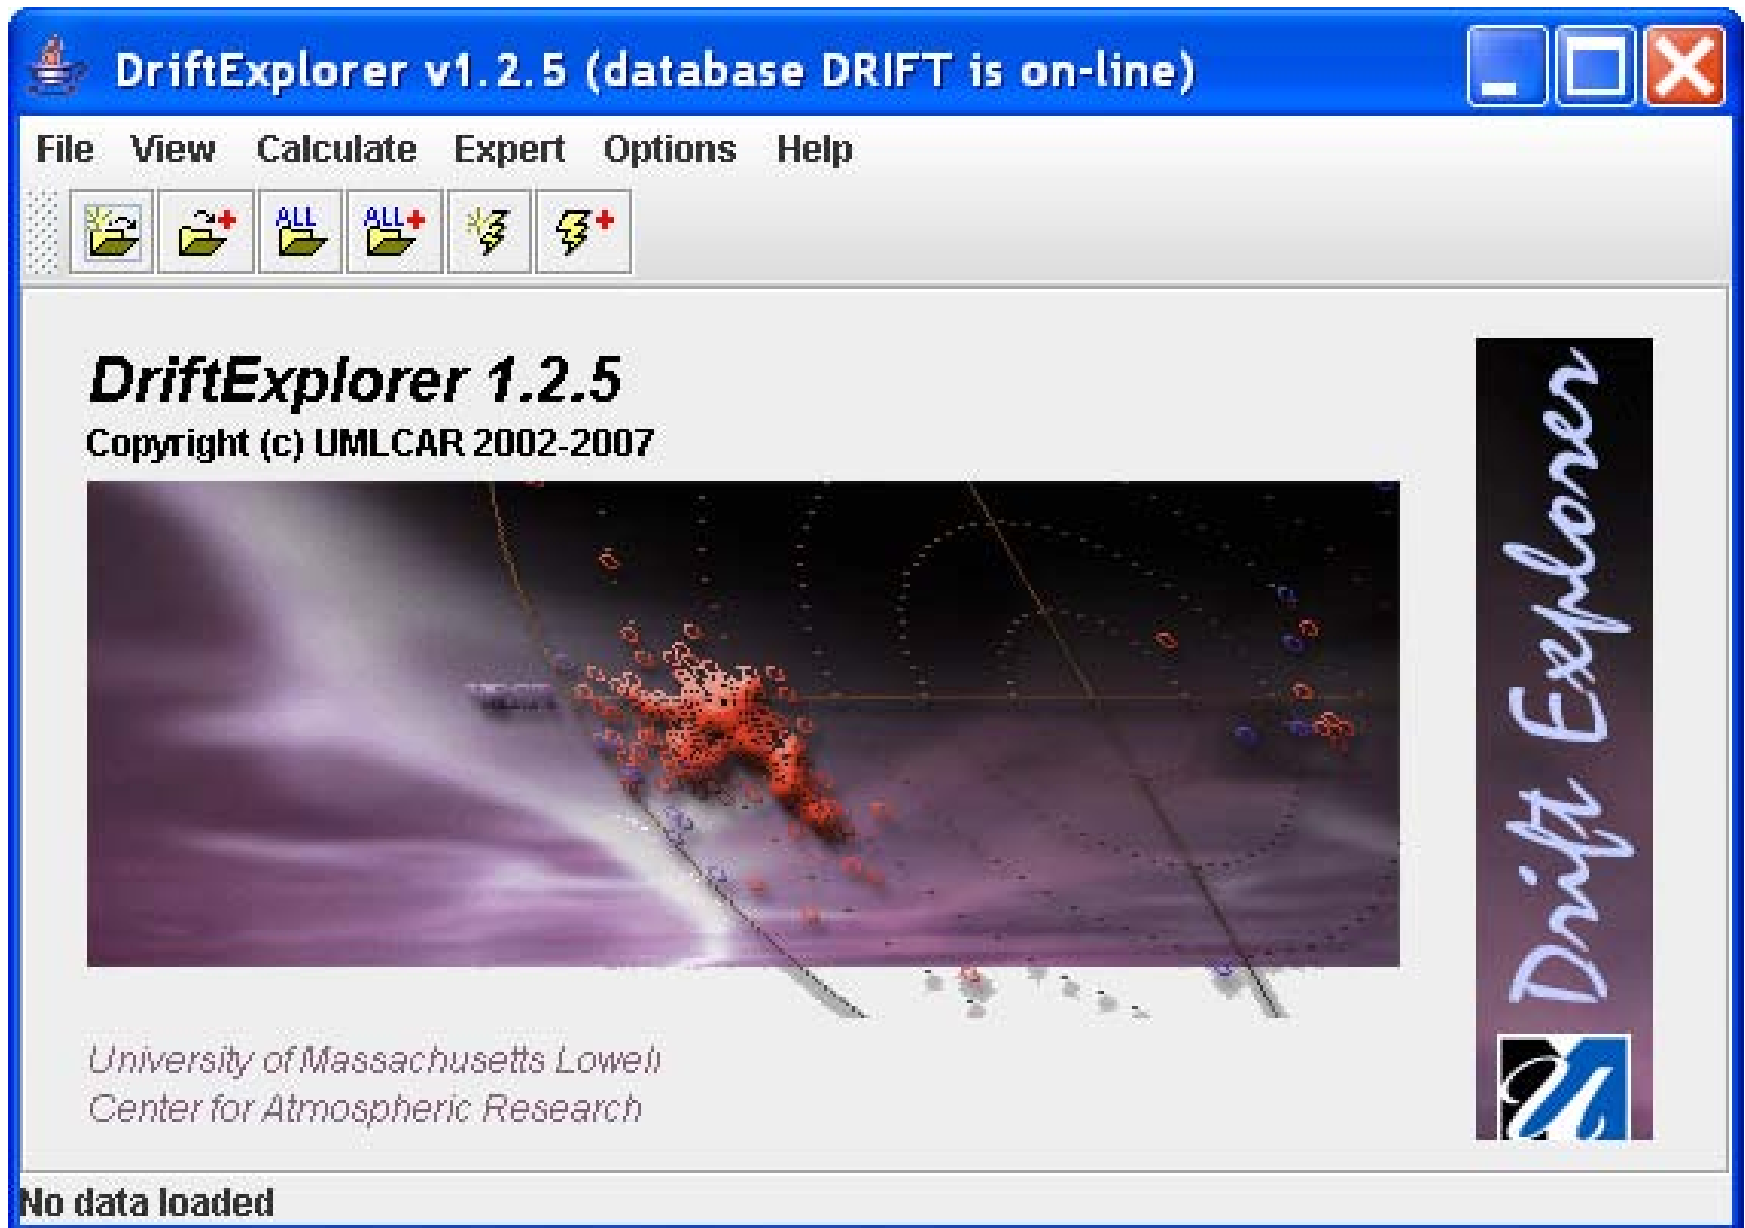 DriftExplorer v1.2.5 (database DRIFT is on-line)
File View Calculate Expert Options Help
ALL ALL
DriftExplorer 1.2.5
Copyright (c) UMLCAR 2002-2007
Drift Explorer
University of Massachusetts Lowell
Center for Atmospheric Research
No data loaded